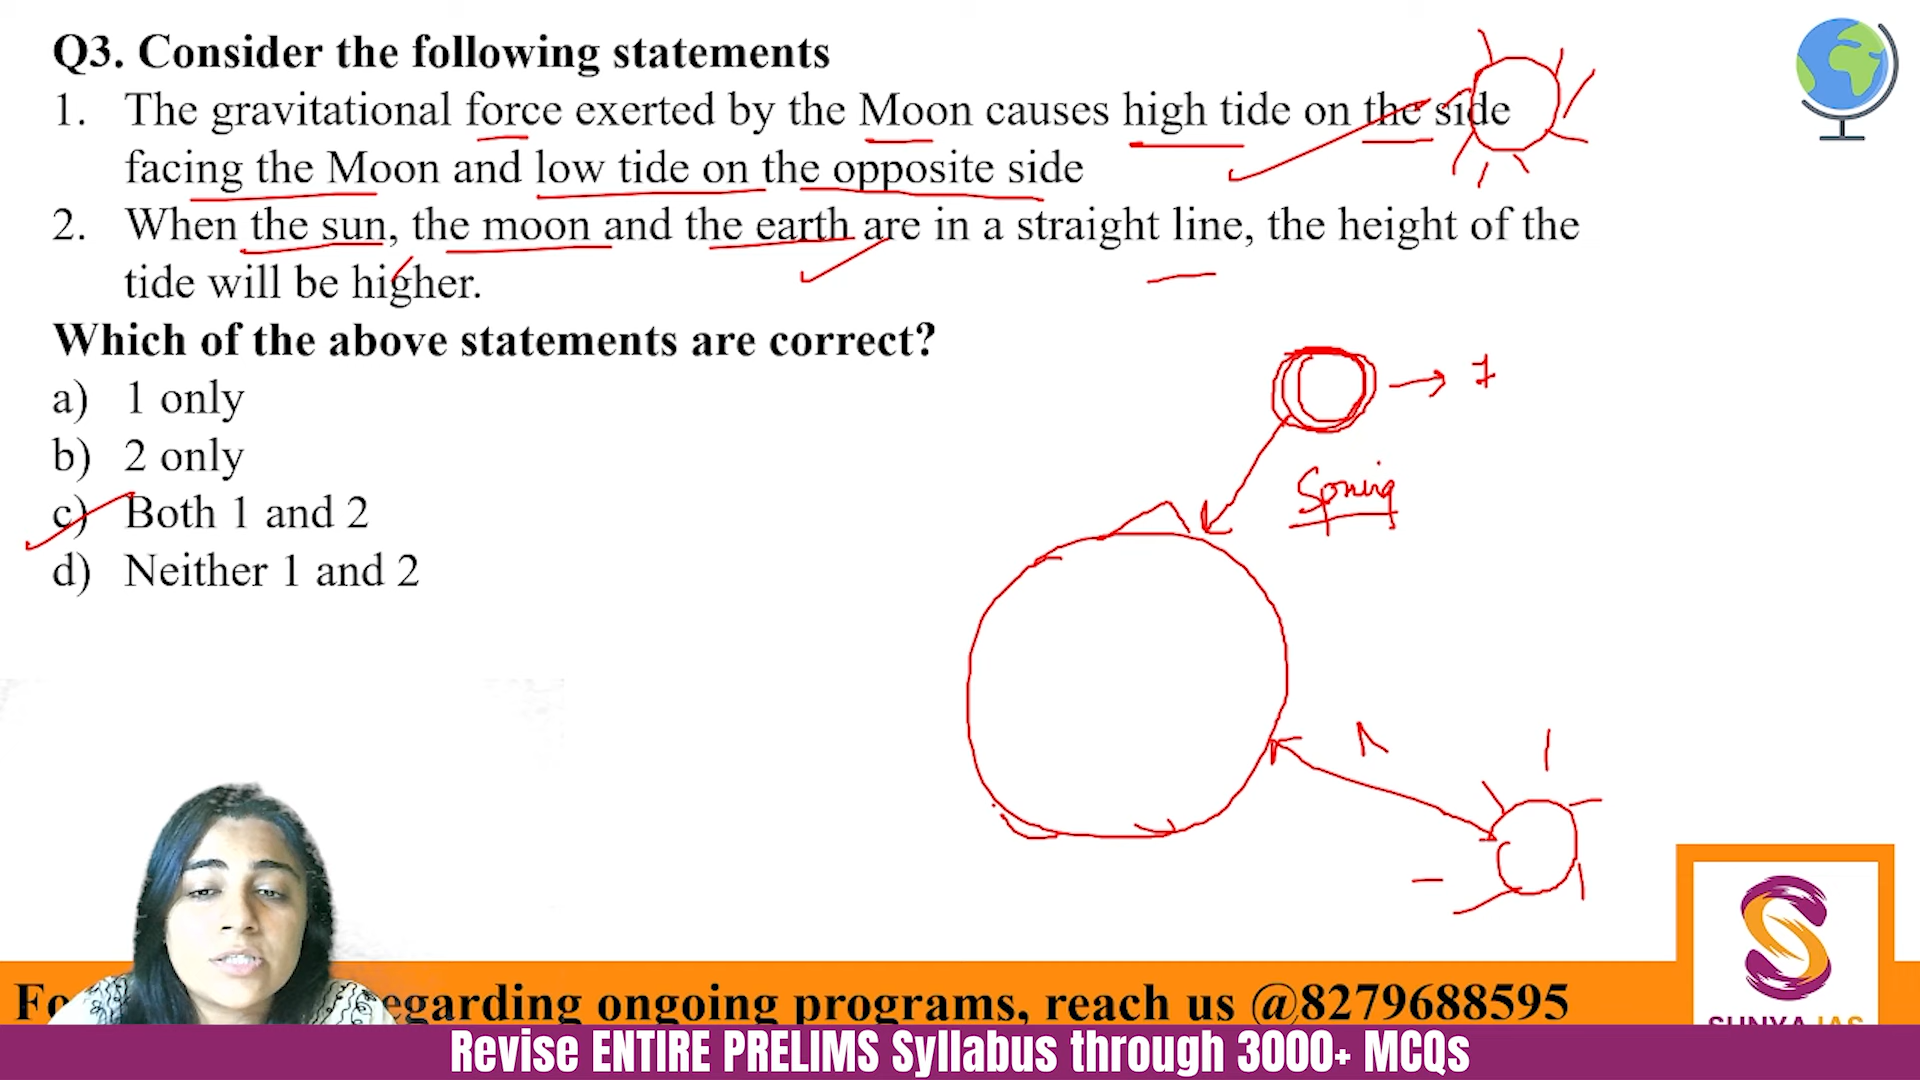 Q3. Consider the following statements
1. The gravitational force exerted by the Moon causes high tide on the side
facing the Moon and low tide on the opposite side
2. When the sun, the moon and the earth are in a straight line, the height of the
tide will be higher.
Which of the above statements are correct?
a) 1 only
b) 2 only
c) Both 1 and 2
d) Neither 1 and 2
Spring
egarding ongoing programs, reach us @8279688595
Revise ENTIRE PRELIMS Syllabus through 3000+ MCQs